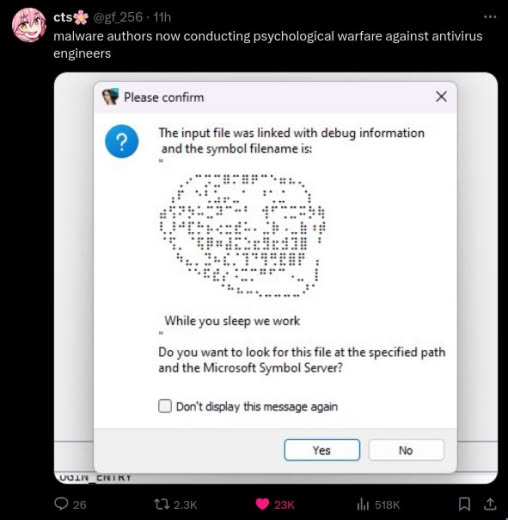 cts🌸 @gf_256 · 11h
malware authors now conducting psychological warfare against antivirus
engineers
Please confirm
The input file was linked with debug information
and the symbol filename is:
"
While you sleep we work
"
Do you want to look for this file at the specified path
and the Microsoft Symbol Server?
Don't display this message again
Yes No
26 2.3K 23K 518K